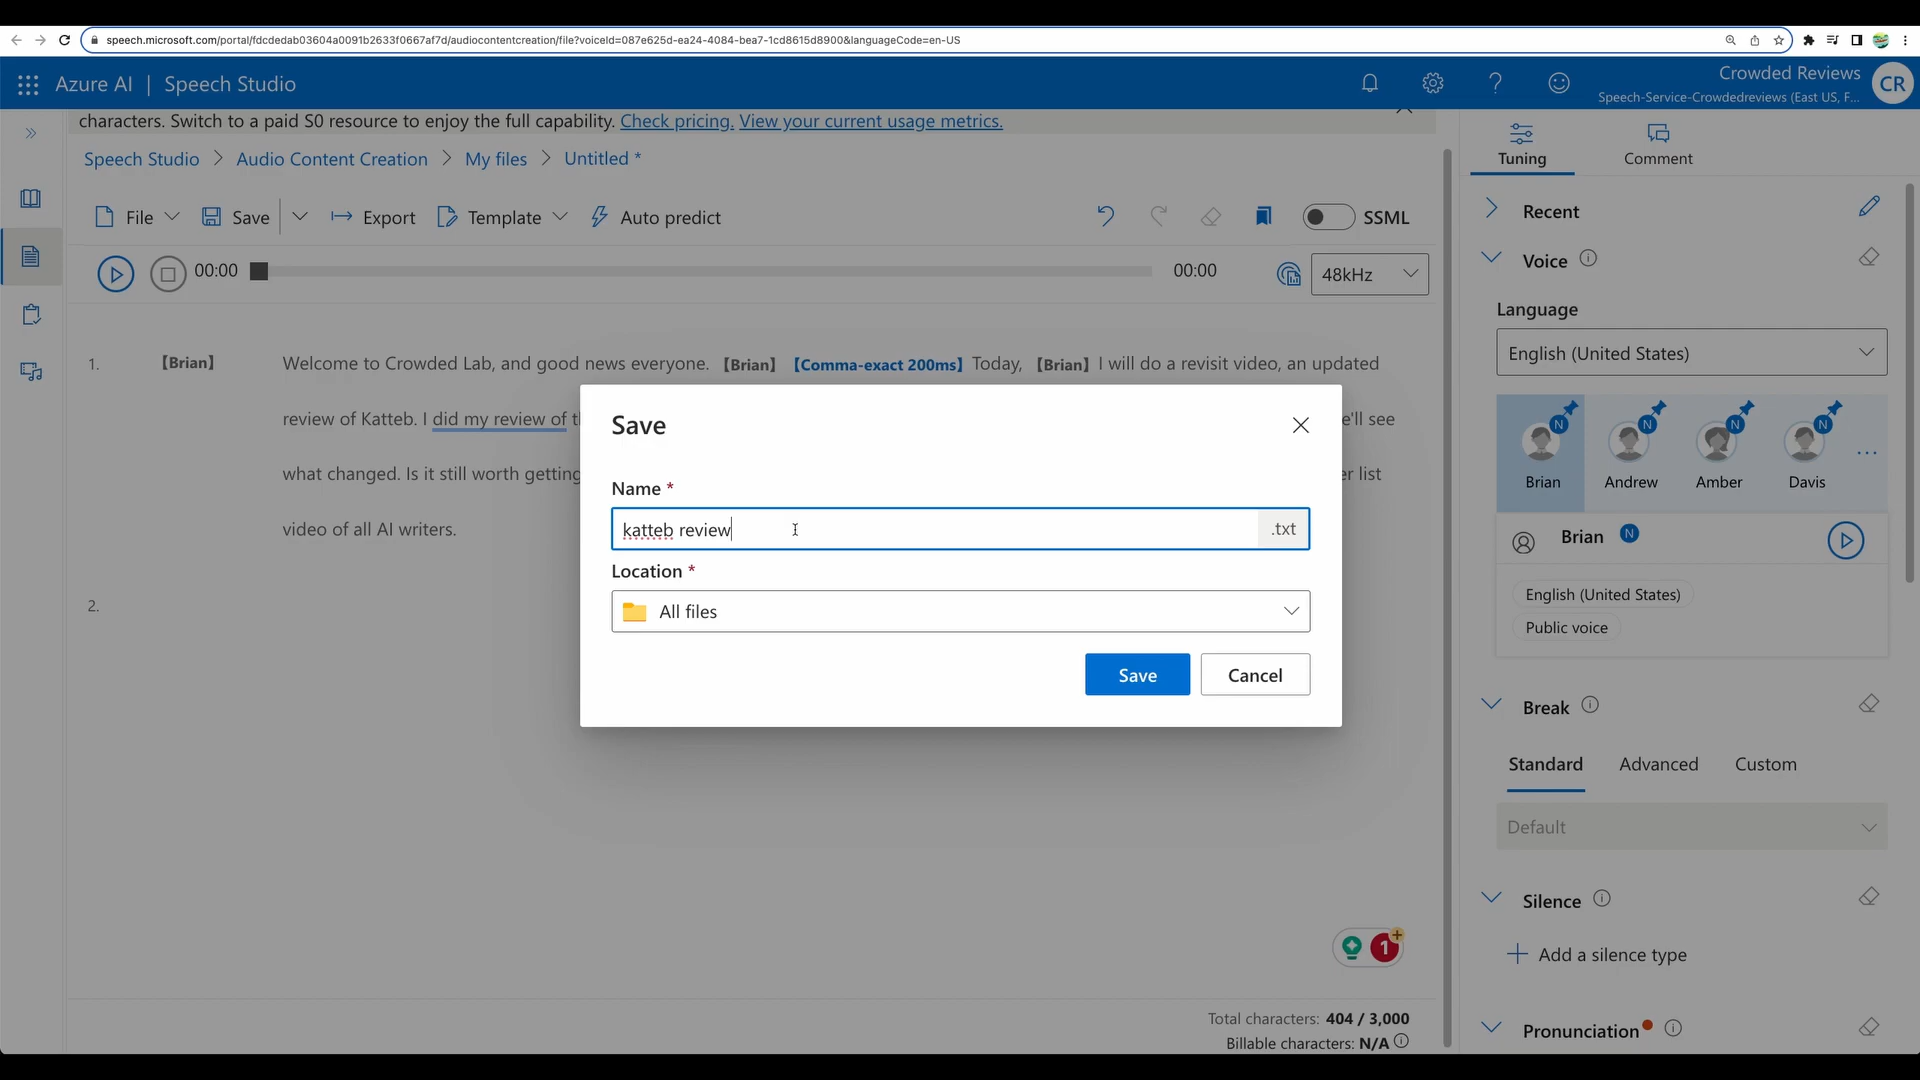 speech.microsoft.com/portal/fdcdedab03604a0091b2633f0667af7d/audiocontentcreation/file?voiceId=087e625d-ea24-4084-bea7-1cd8615d8900&languageCode=en-US
Azure AI | Speech Studio
Crowded Reviews
Speech-Service-Crowdedreviews (East US, F...
CR
characters. Switch to a paid S0 resource to enjoy the full capability. Check pricing. View your current usage metrics.
Speech Studio > Audio Content Creation > My files > Untitled *
File
Save
Export
Template
Auto predict
SSML
00:00
00:00
48kHz
1. 【Brian】 Welcome to Crowded Lab, and good news everyone. 【Brian】 【Comma-exact 200ms】 Today, 【Brian】 I will do a revisit video, an updated
review of Katteb. I did my review of t
e'll see
what changed. Is it still worth getting
er list
video of all AI writers.
2.
Save
Name *
katteb review
.txt
Location *
All files
Save
Cancel
Total characters: 404 / 3,000
Billable characters: N/A
Tuning
Comment
Recent
Voice
Language
English (United States)
N
N
N
N
Brian
Andrew
Amber
Davis
...
Brian N
English (United States)
Public voice
Break
Standard
Advanced
Custom
Default
Silence
Add a silence type
Pronunciation
1